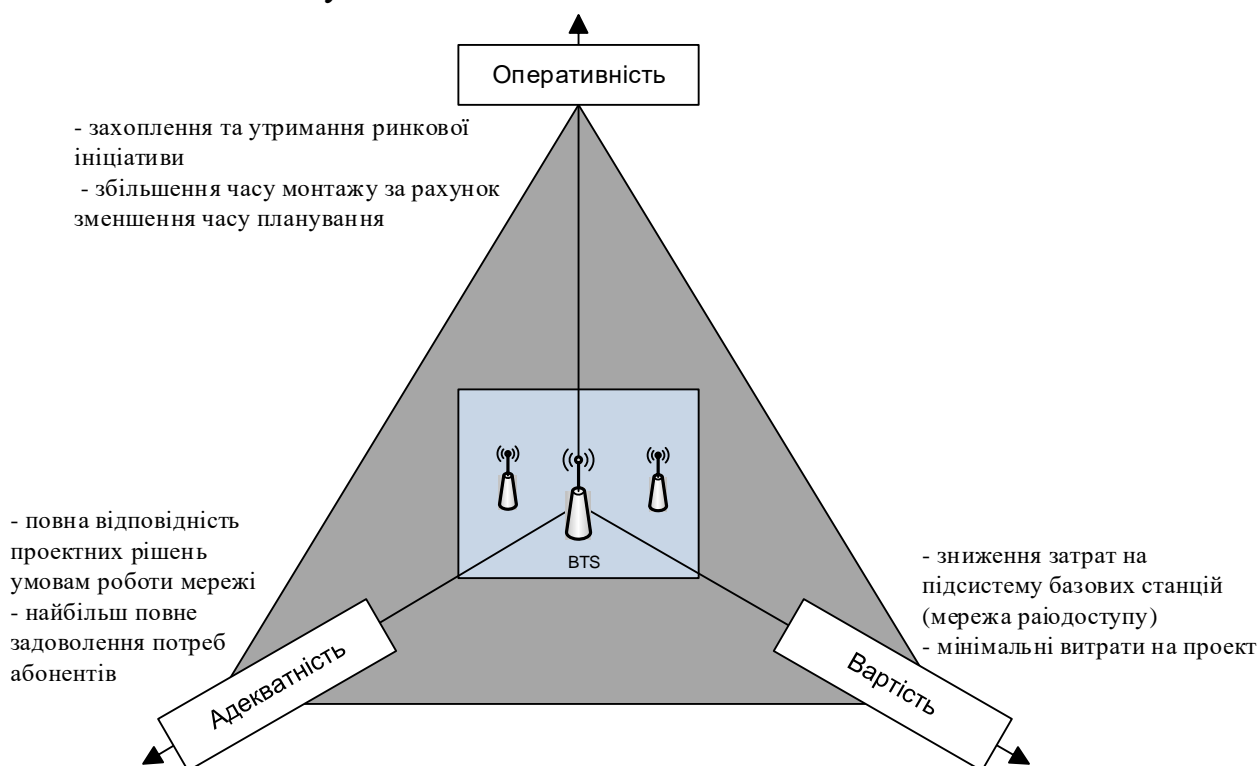 Оперативність
- захоплення та утримання ринкової
ініціативи
- збільшення часу монтажу за рахунок
зменшення часу планування
BTS
- повна відповідність
проектних рішень
умовам роботи мережі
- найбільш повне
задоволення потреб
абонентів
Адекватність
- зниження затрат на
підсистему базових станцій
(мережа раіодоступу)
- мінімальні витрати на проект
Вартість